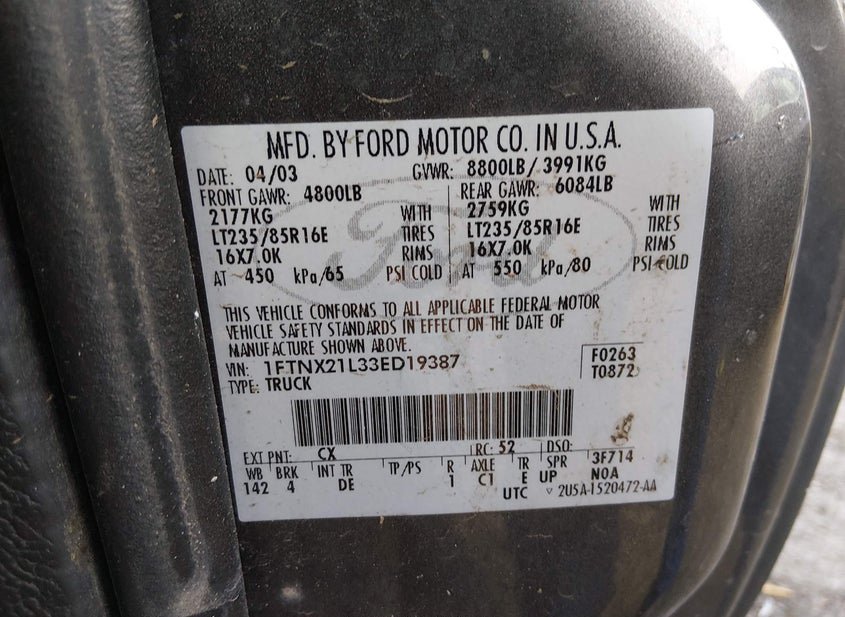 MFD. BY FORD MOTOR CO. IN U.S.A.
DATE: 04/03 GVWR: 8800LB/ 3991KG
FRONT GAWR: 4800LB REAR GAWR: 6084LB
2177KG WITH 2759KG WITH
LT235/85R16E TIRES LT235/85R16E TIRES
16X7.0K RIMS 16X7.0K RIMS
AT 450 kPa/65 PSI COLD AT 550 kPa/80 PSI COLD
THIS VEHICLE CONFORMS TO ALL APPLICABLE FEDERAL MOTOR
VEHICLE SAFETY STANDARDS IN EFFECT ON THE DATE OF
MANUFACTURE SHOWN ABOVE.
VIN: 1FTNX21L33ED19387 F0263
TYPE: TRUCK T0872
EXT PNT: CX RC: 52 DSO:
WB BRK INT TR TP/PS R AXLE TR SPR 3F714
142 4 DE 1 C1 E UP NOA
UTC ▽ 2U5A-1520472-AA
Ford